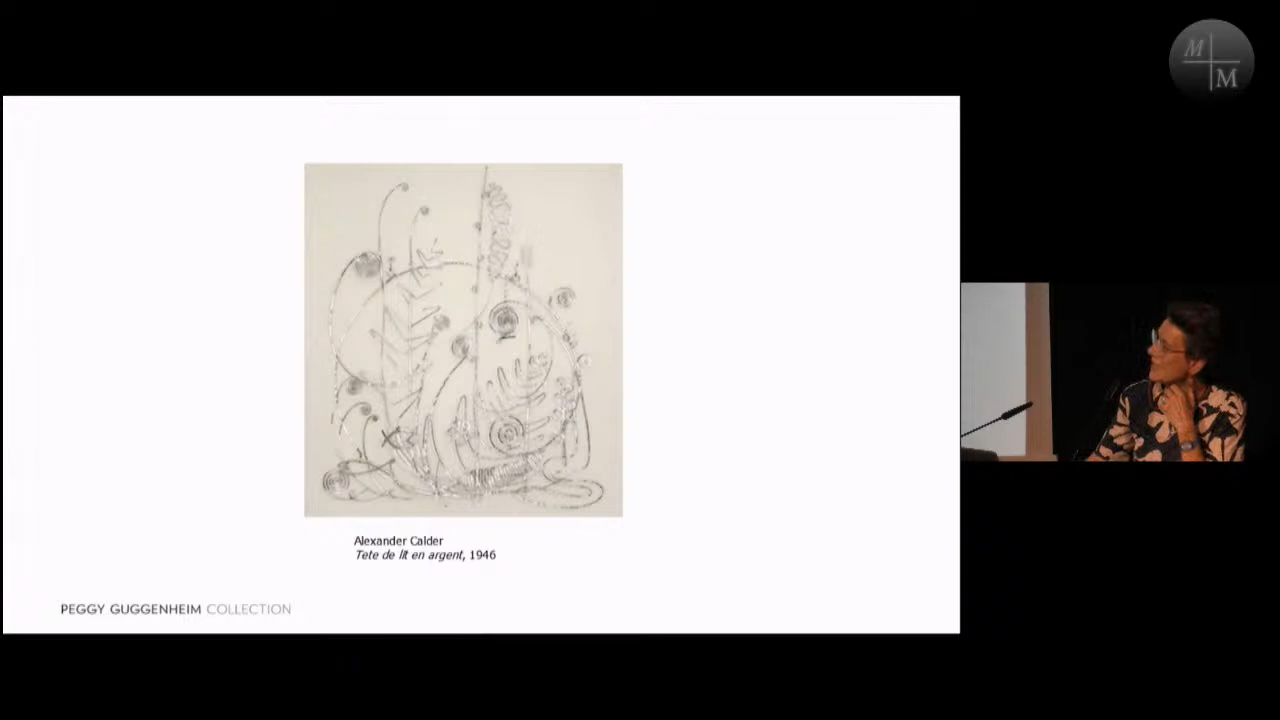 M
M
Alexander Calder
Tete de lit en argent, 1946
PEGGY GUGGENHEIM COLLECTION